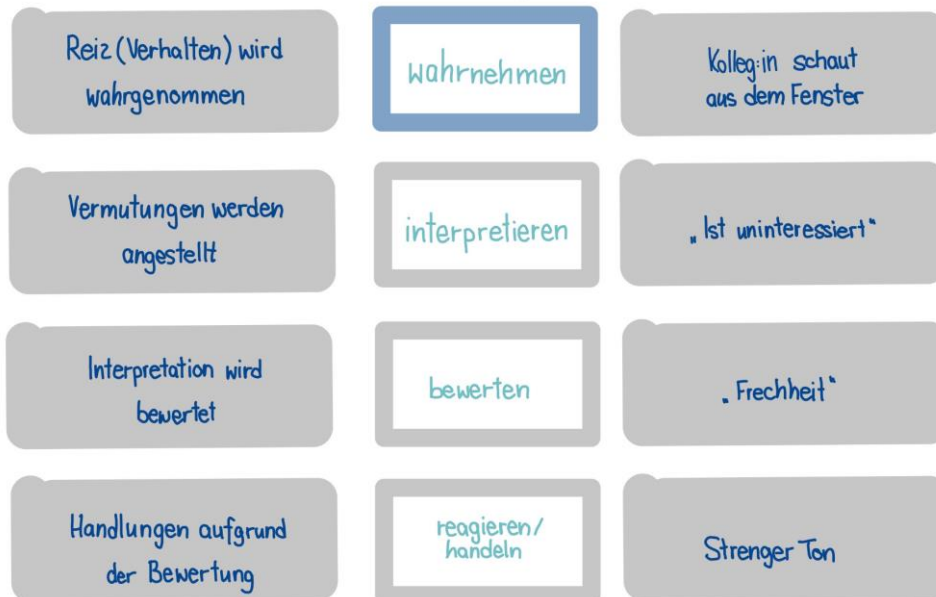 Reiz (Verhalten) wird
wahrgenommen
wahrnehmen
Kolleg:in schaut
aus dem Fenster
Vermutungen werden
angestellt
interpretieren
„Ist uninteressiert“
Interpretation wird
bewertet
bewerten
„Frechheit“
Handlungen aufgrund
der Bewertung
reagieren/
handeln
Strenger Ton